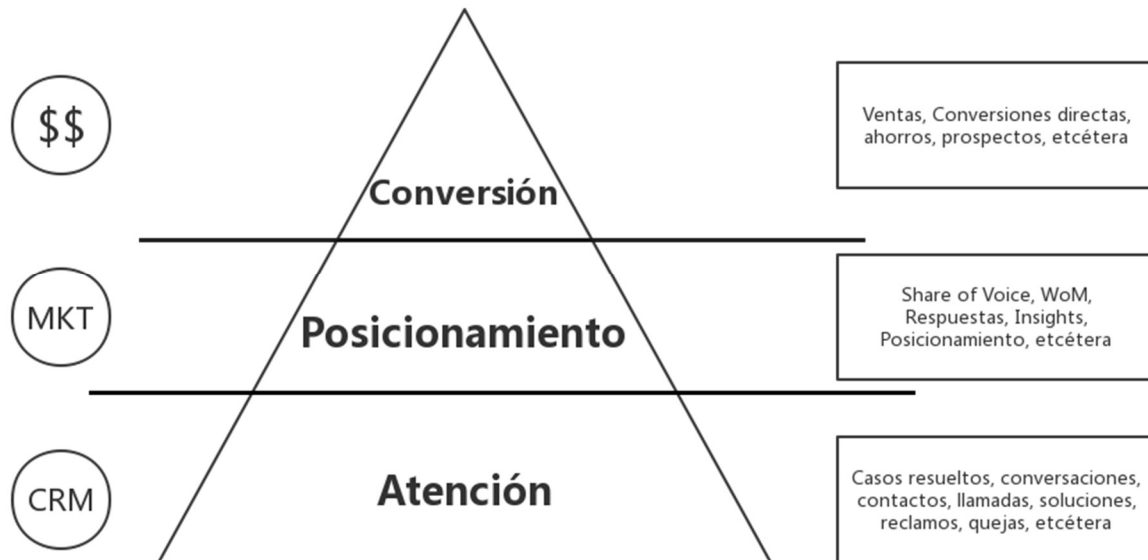 $$
Conversión
Ventas, Conversiones directas,
ahorros, prospectos, etcétera
MKT
Posicionamiento
Share of Voice, WoM,
Respuestas, Insights,
Posicionamiento, etcétera
CRM
Atención
Casos resueltos, conversaciones,
contactos, llamadas, soluciones,
reclamos, quejas, etcétera